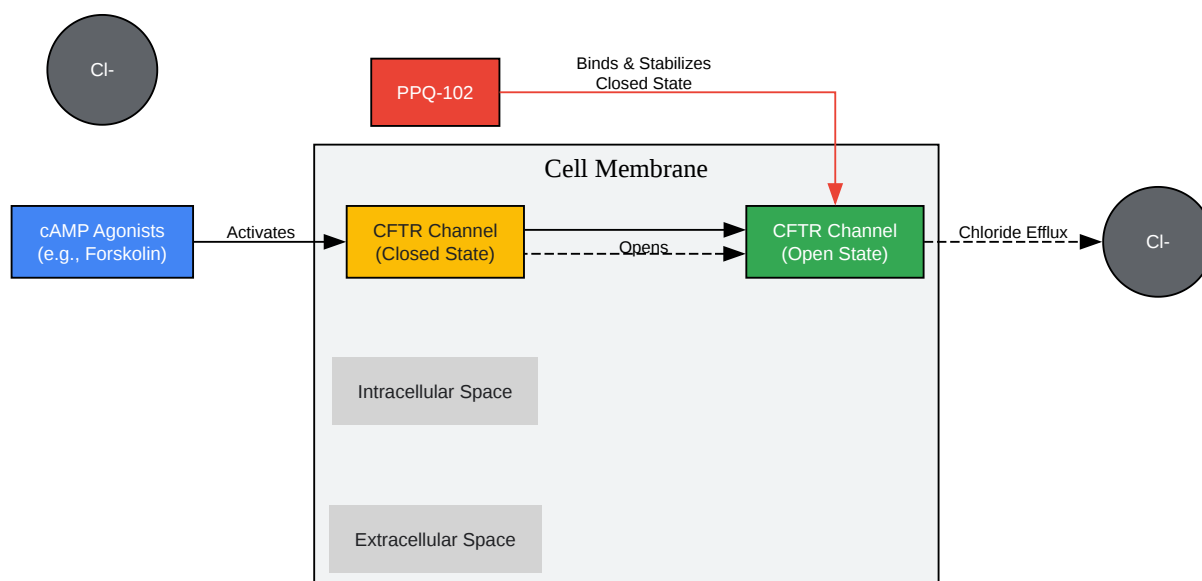 Cl-
PPQ-102
Binds & Stabilizes
Closed State
Cell Membrane
cAMP Agonists
(e.g., Forskolin)
Activates
CFTR Channel
(Closed State)
Opens
CFTR Channel
(Open State)
Chloride Efflux
Cl-
Intracellular Space
Extracellular Space